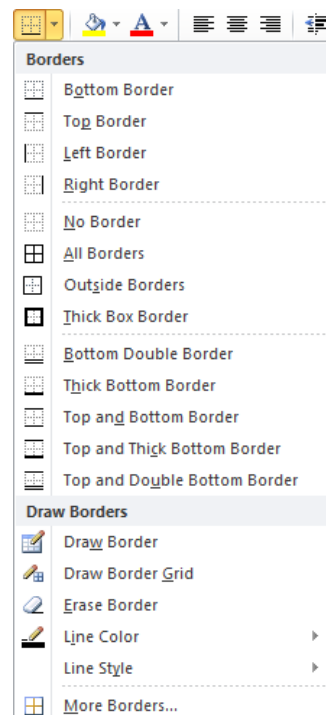 A
Borders
Bottom Border
Top Border
Left Border
Right Border
No Border
All Borders
Outside Borders
Thick Box Border
Bottom Double Border
Thick Bottom Border
Top and Bottom Border
Top and Thick Bottom Border
Top and Double Bottom Border
Draw Borders
Draw Border
Draw Border Grid
Erase Border
Line Color
Line Style
More Borders...